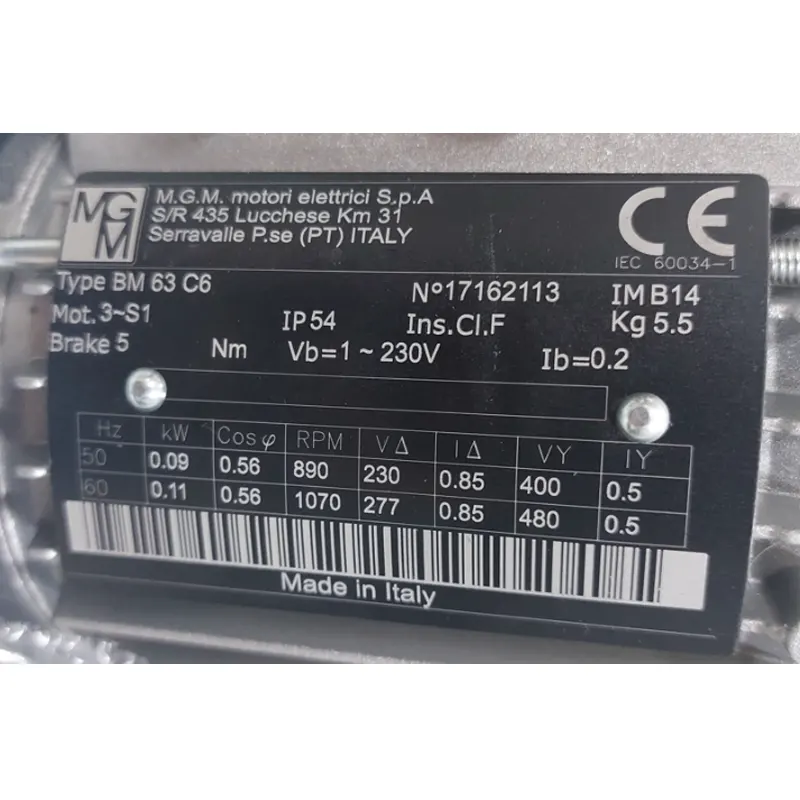 MGM
M.G.M. motori elettrici S.p.A
S/R 435 Lucchese Km 31
Serravalle P.se (PT) ITALY
CE
IEC 60034-1
Type BM 63 C6 N°17162113 IM B14
Mot. 3~S1 IP 54 Ins.Cl.F Kg 5.5
Brake 5 Nm Vb=1 ~ 230V Ib=0.2
Hz kW Cos φ RPM V Δ I Δ VY IY
50 0.09 0.56 890 230 0.85 400 0.5
60 0.11 0.56 1070 277 0.85 480 0.5
Made in Italy